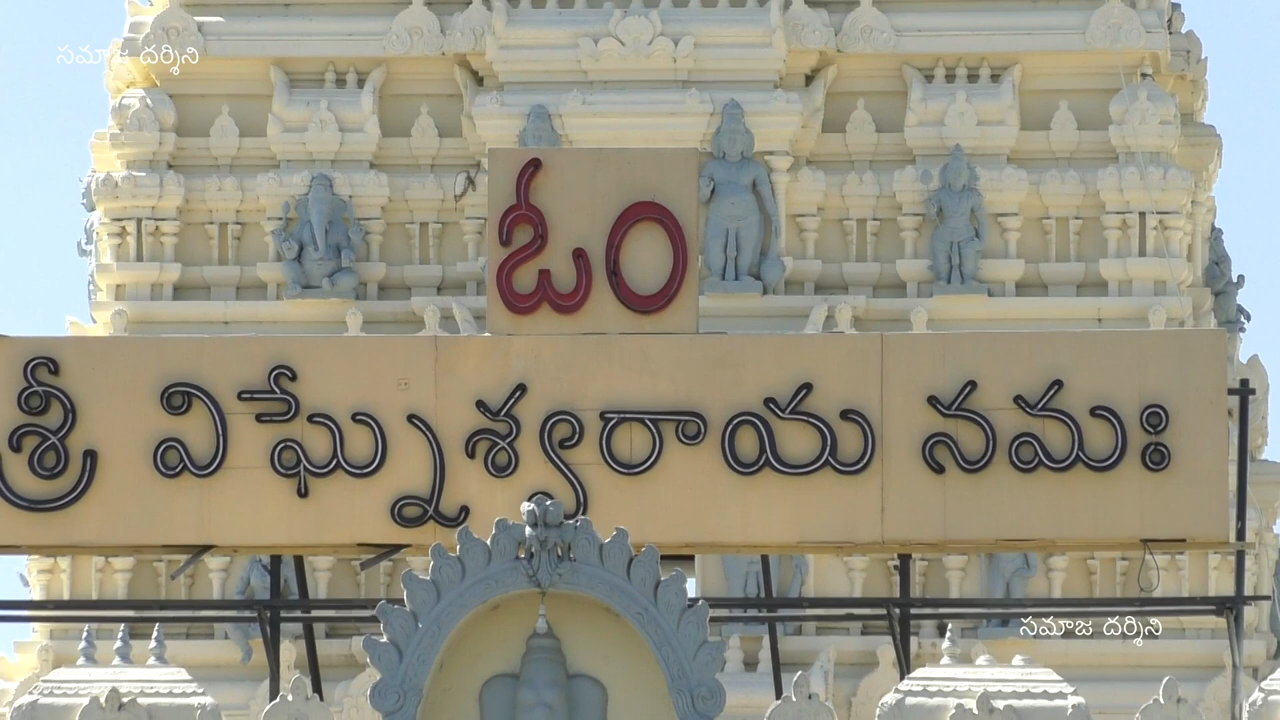 సమాజ దర్శిని
ఓం
శ్రీ విఘ్నేశ్వరాయ నమః
సమాజ దర్శిని